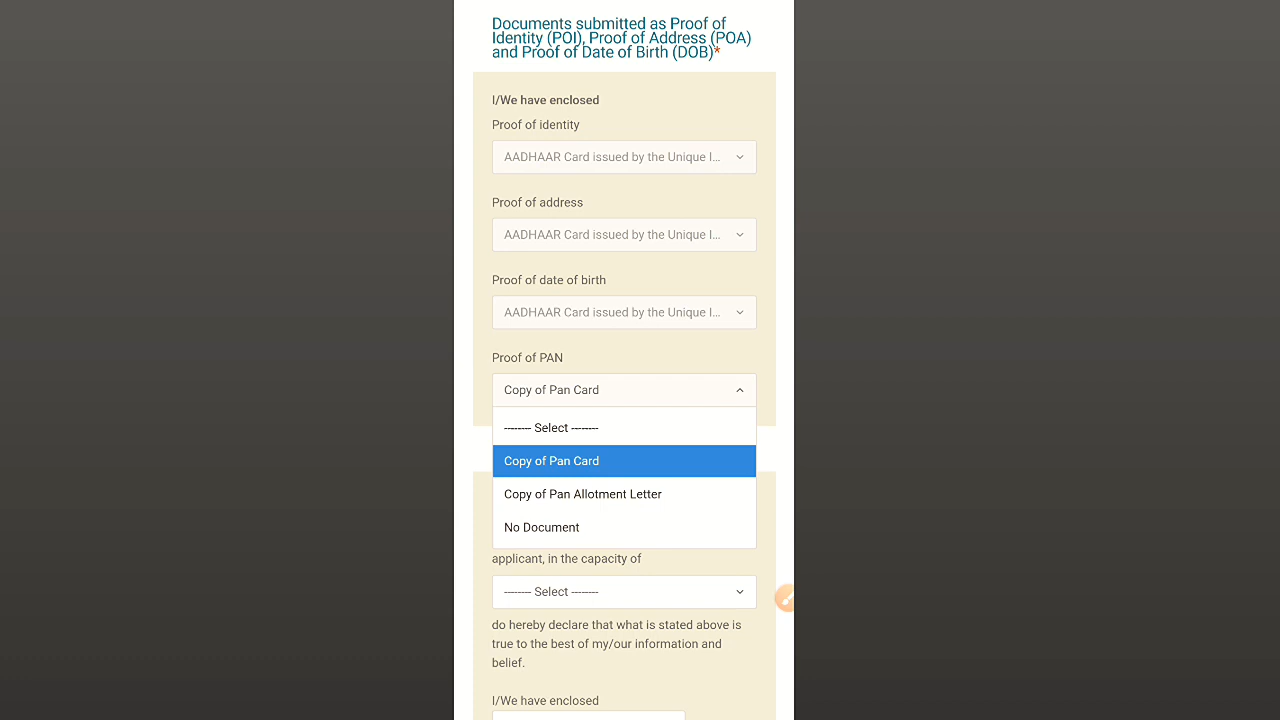 Documents submitted as Proof of
Identity (POI), Proof of Address (POA)
and Proof of Date of Birth (DOB)*
I/We have enclosed
Proof of identity
AADHAAR Card issued by the Unique I...
Proof of address
AADHAAR Card issued by the Unique I...
Proof of date of birth
AADHAAR Card issued by the Unique I...
Proof of PAN
Copy of Pan Card
-------- Select --------
Copy of Pan Card
Copy of Pan Allotment Letter
No Document
applicant, in the capacity of
-------- Select --------
do hereby declare that what is stated above is
true to the best of my/our information and
belief.
I/We have enclosed